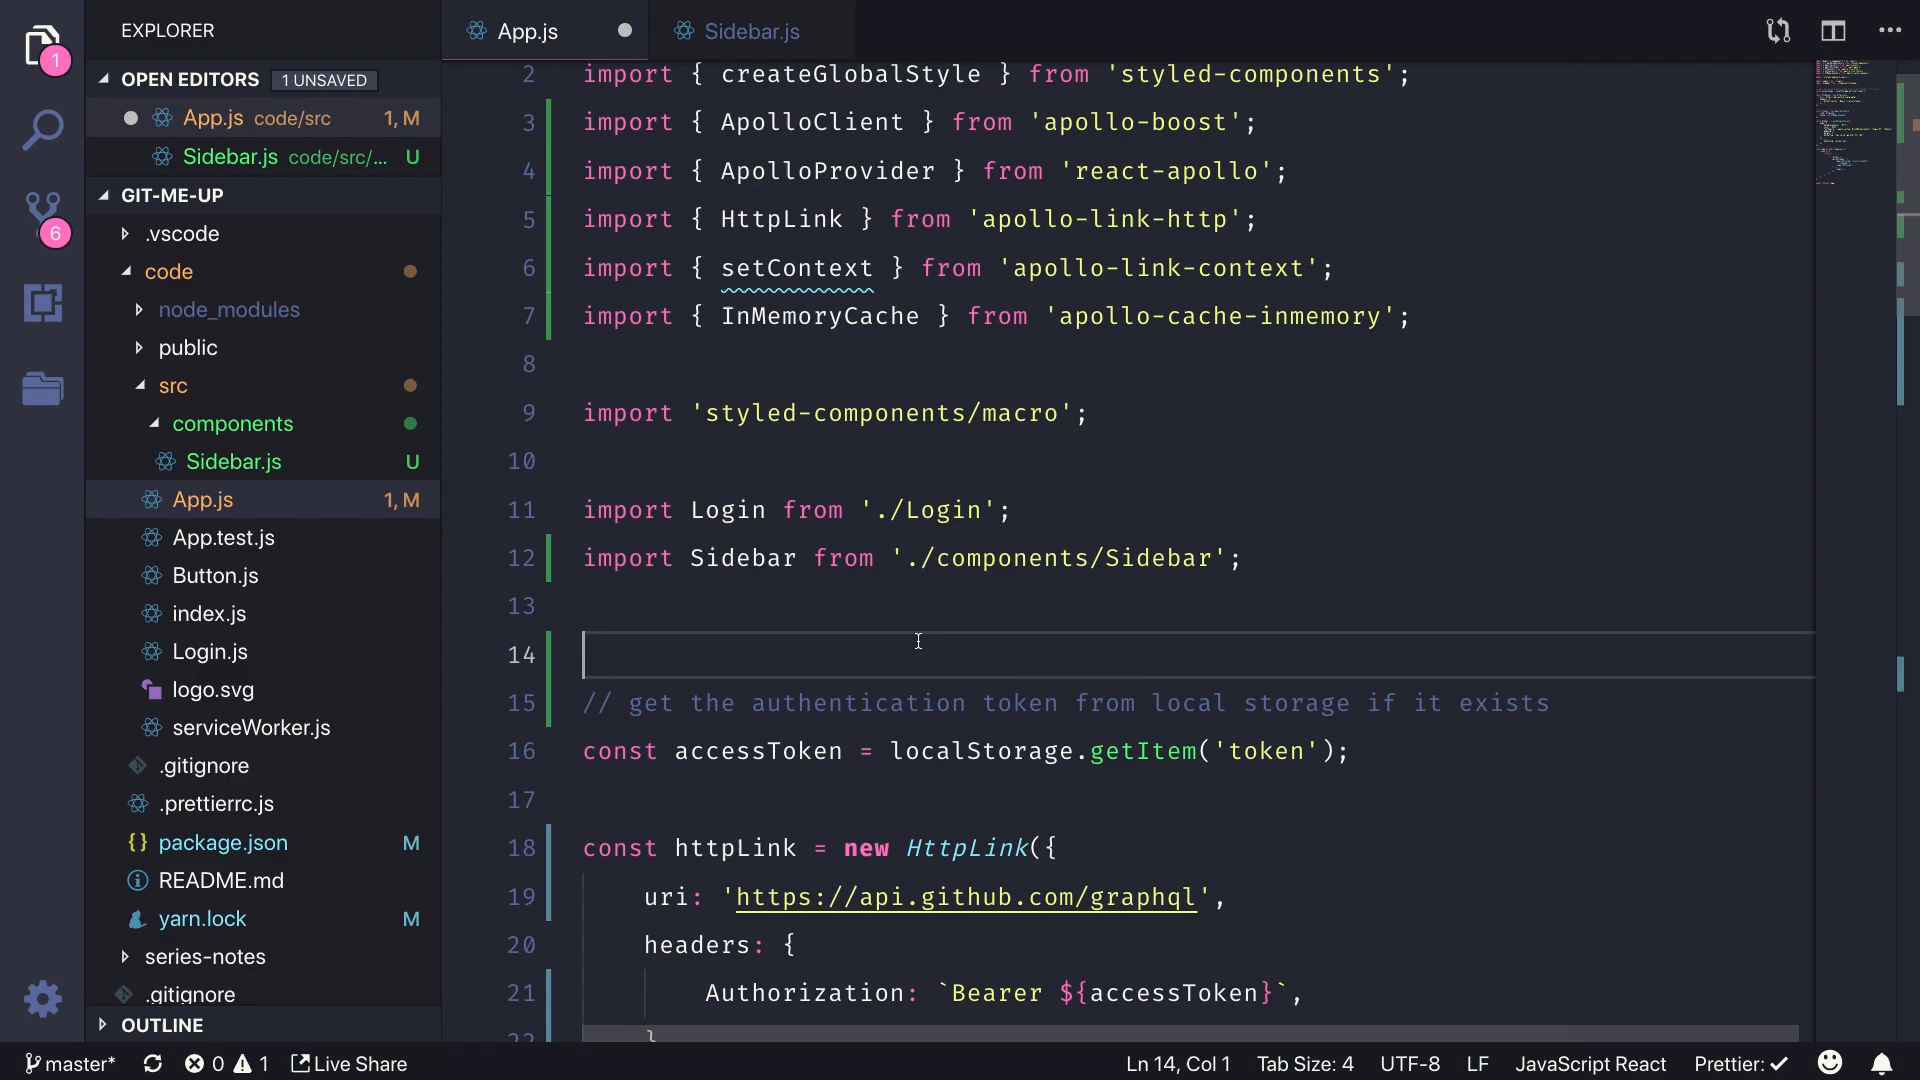 EXPLORER
OPEN EDITORS 1 UNSAVED
App.js code/src 1, M
Sidebar.js code/src/... U
GIT-ME-UP
.vscode
code
node_modules
public
src
components
Sidebar.js U
App.js 1, M
App.test.js
Button.js
index.js
Login.js
logo.svg
serviceWorker.js
.gitignore
.prettierrc.js
{} package.json M
README.md
yarn.lock M
series-notes
.gitignore
OUTLINE
1
6
App.js
Sidebar.js
2 import { createGlobalStyle } from 'styled-components';
3 import { ApolloClient } from 'apollo-boost';
4 import { ApolloProvider } from 'react-apollo';
5 import { HttpLink } from 'apollo-link-http';
6 import { setContext } from 'apollo-link-context';
7 import { InMemoryCache } from 'apollo-cache-inmemory';
8
9 import 'styled-components/macro';
10
11 import Login from './Login';
12 import Sidebar from './components/Sidebar';
13
14
15 // get the authentication token from local storage if it exists
16 const accessToken = localStorage.getItem('token');
17
18 const httpLink = new HttpLink({
19 uri: 'https://api.github.com/graphql',
20 headers: {
21 Authorization: `Bearer ${accessToken}`,
22 }
master* 0 1 Live Share Ln 14, Col 1 Tab Size: 4 UTF-8 LF JavaScript React Prettier: ✓